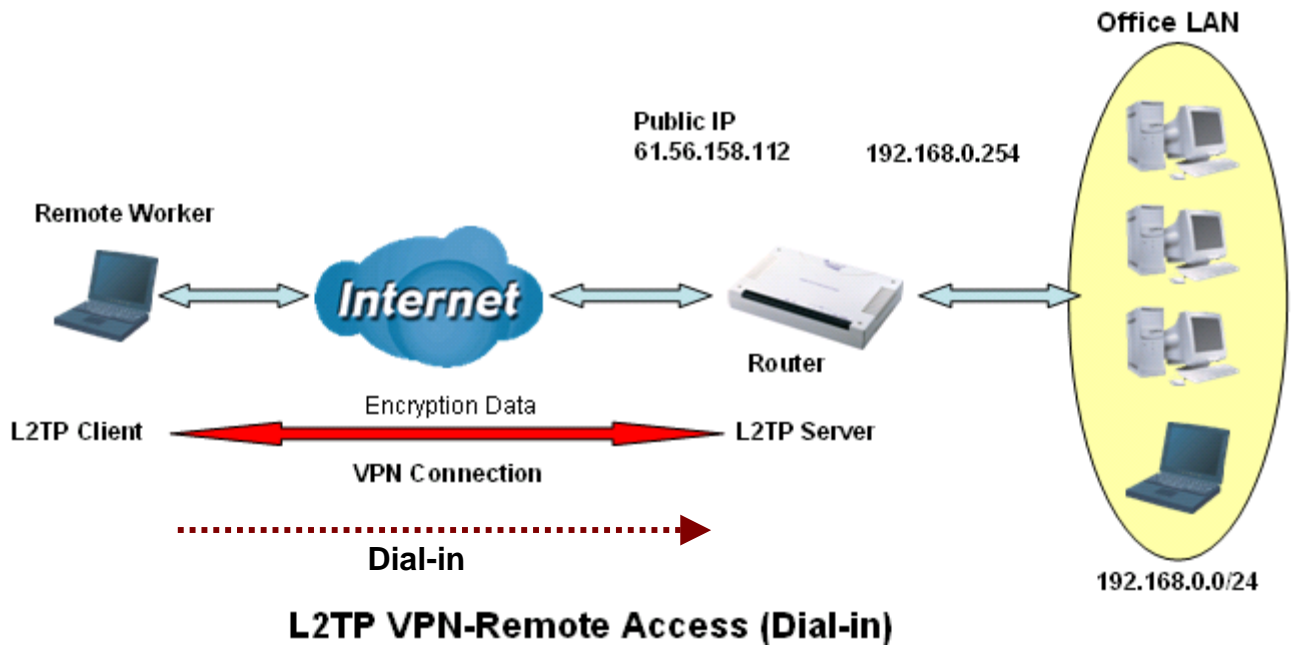 Office LAN
Public IP
61.56.158.112
192.168.0.254
Remote Worker
Internet
Router
Encryption Data
L2TP Client
L2TP Server
VPN Connection
Dial-in
192.168.0.0/24
L2TP VPN-Remote Access (Dial-in)